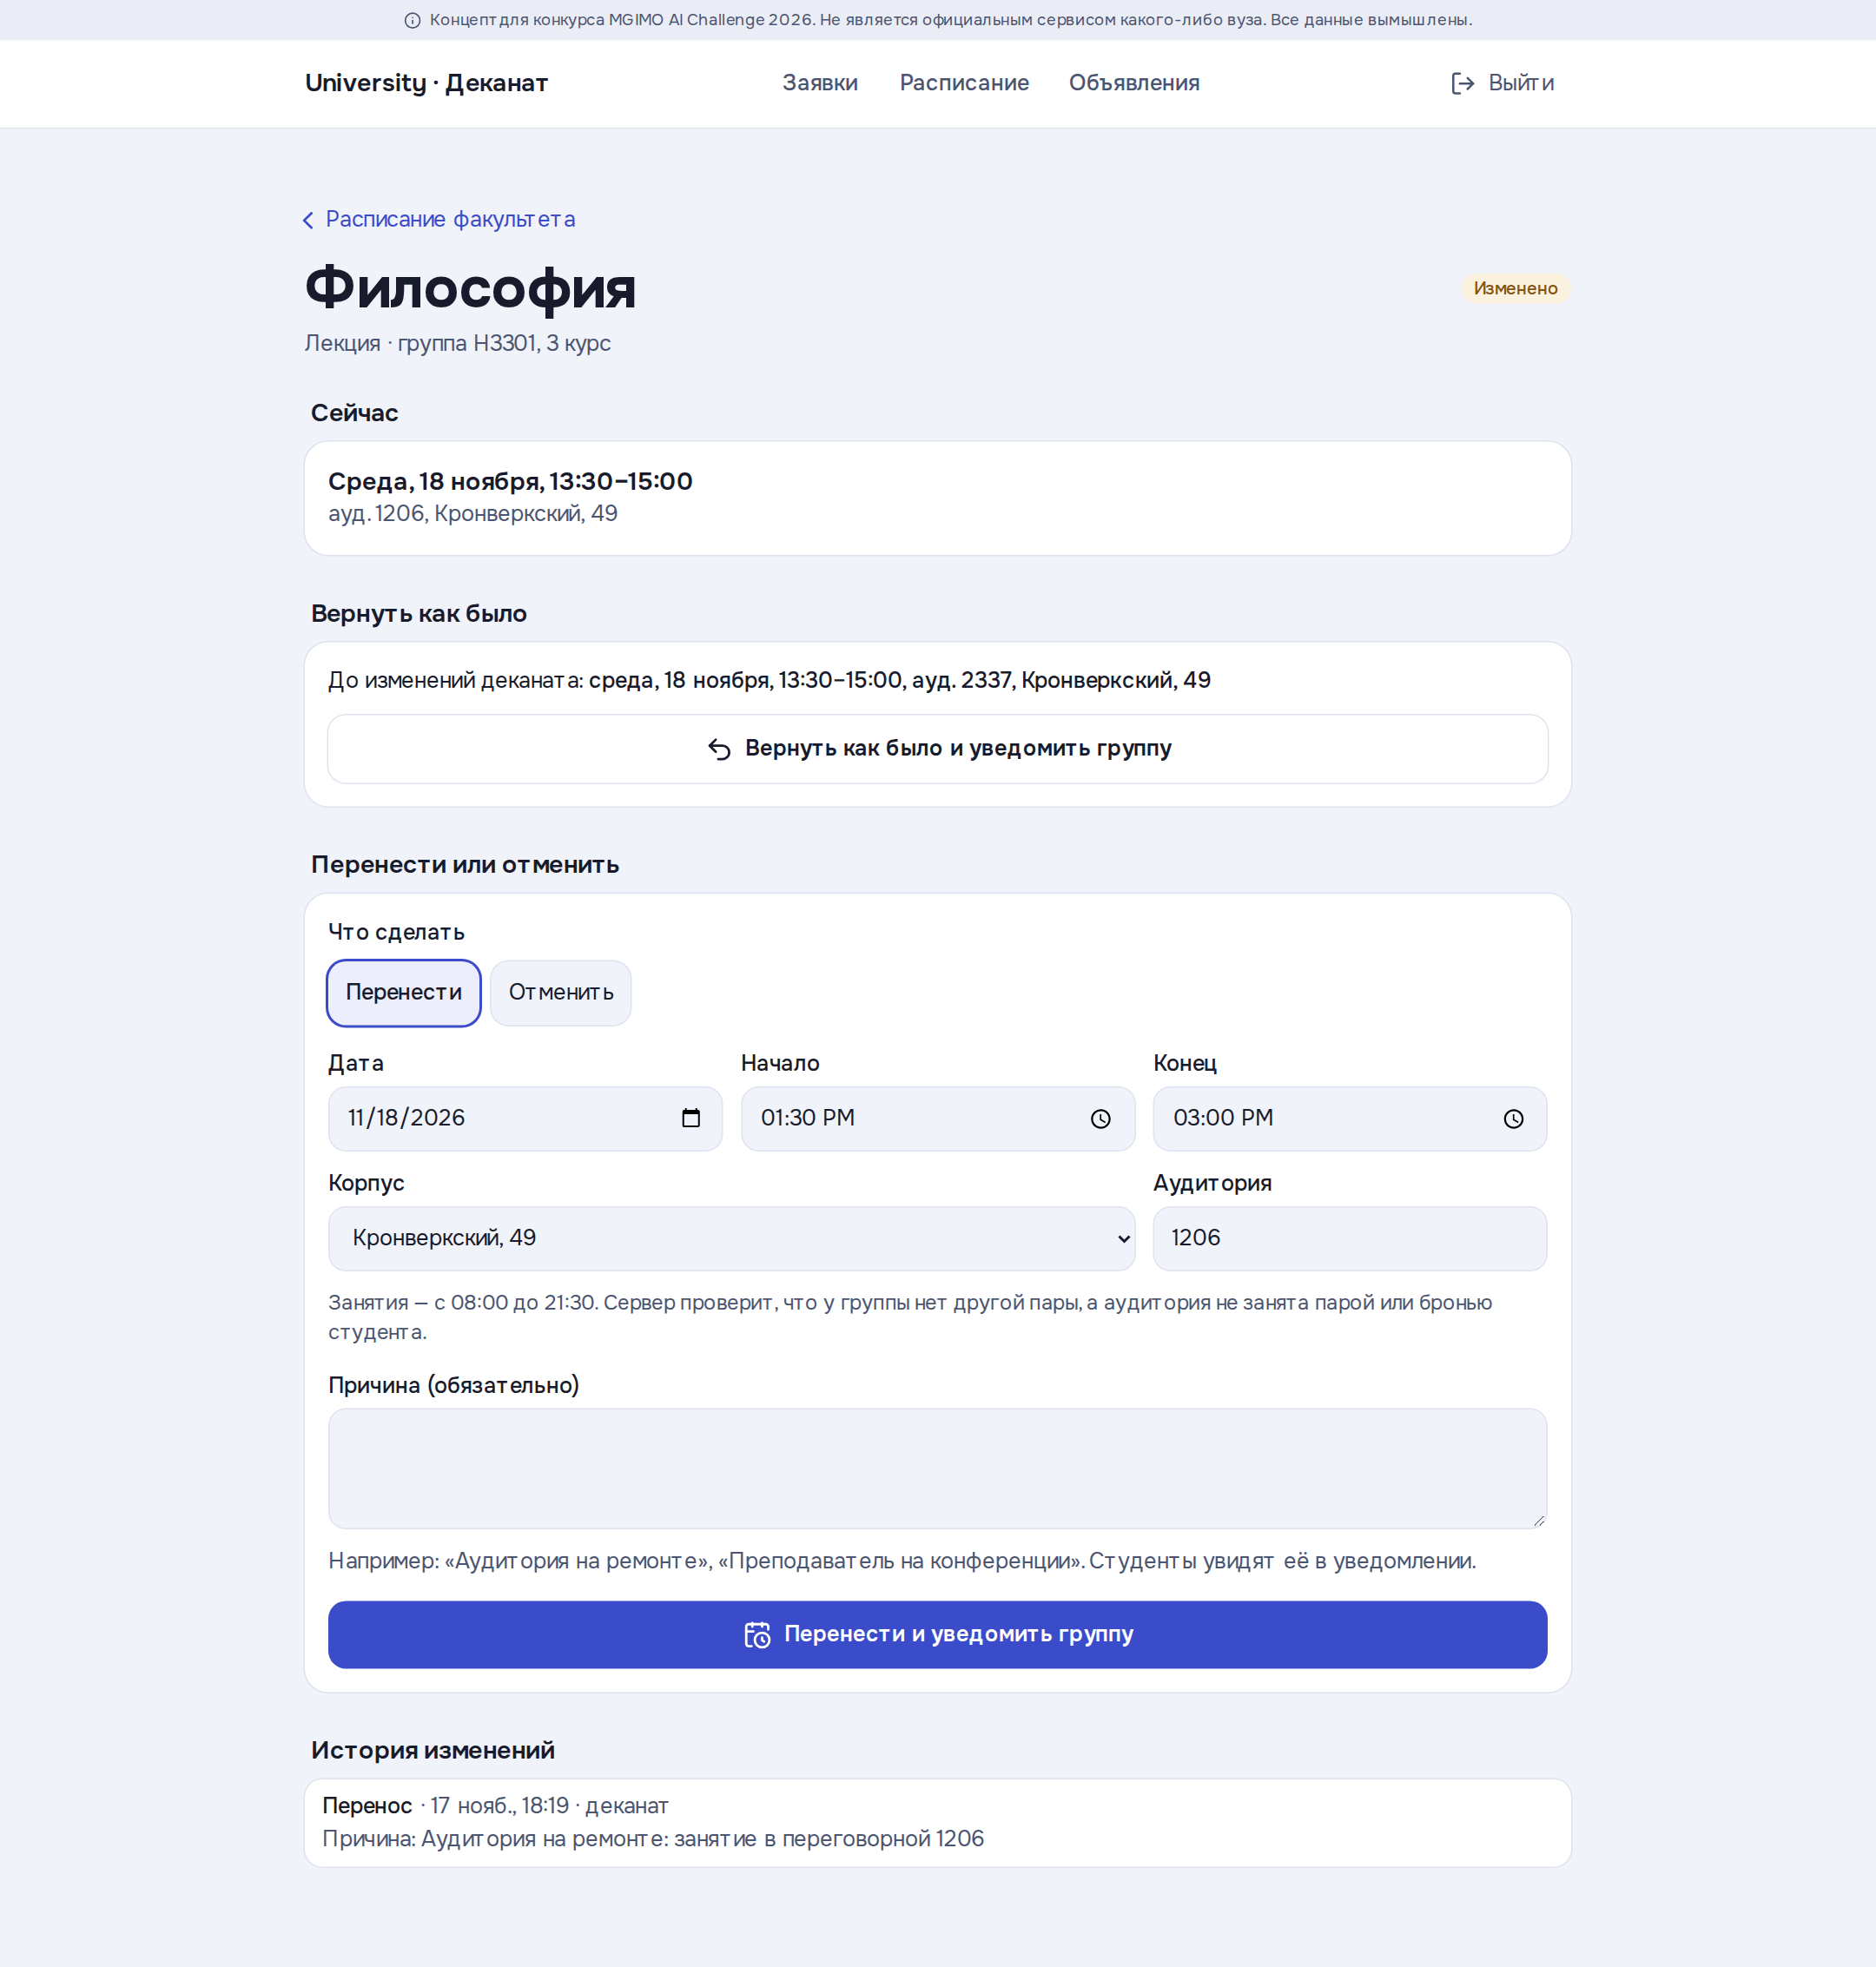 Концепт для конкурса MGIMO AI Challenge 2026. Не является официальным сервисом какого-либо вуза. Все данные вымышлены.
University · Деканат
Заявки
Расписание
Объявления
Выйти
Расписание факультета
Философия
Изменено
Лекция · группа H3301, 3 курс
Сейчас
Среда, 18 ноября, 13:30–15:00
ауд. 1206, Кронверкский, 49
Вернуть как было
До изменений деканата: среда, 18 ноября, 13:30–15:00, ауд. 2337, Кронверкский, 49
Вернуть как было и уведомить группу
Перенести или отменить
Что сделать
Перенести
Отменить
Дата
Начало
Конец
11/18/2026
01:30 PM
03:00 PM
Корпус
Аудитория
Кронверкский, 49
1206
Занятия — с 08:00 до 21:30. Сервер проверит, что у группы нет другой пары, а аудитория не занята парой или бронью
студента.
Причина (обязательно)
Например: «Аудитория на ремонте», «Преподаватель на конференции». Студенты увидят её в уведомлении.
Перенести и уведомить группу
История изменений
Перенос · 17 нояб., 18:19 · деканат
Причина: Аудитория на ремонте: занятие в переговорной 1206